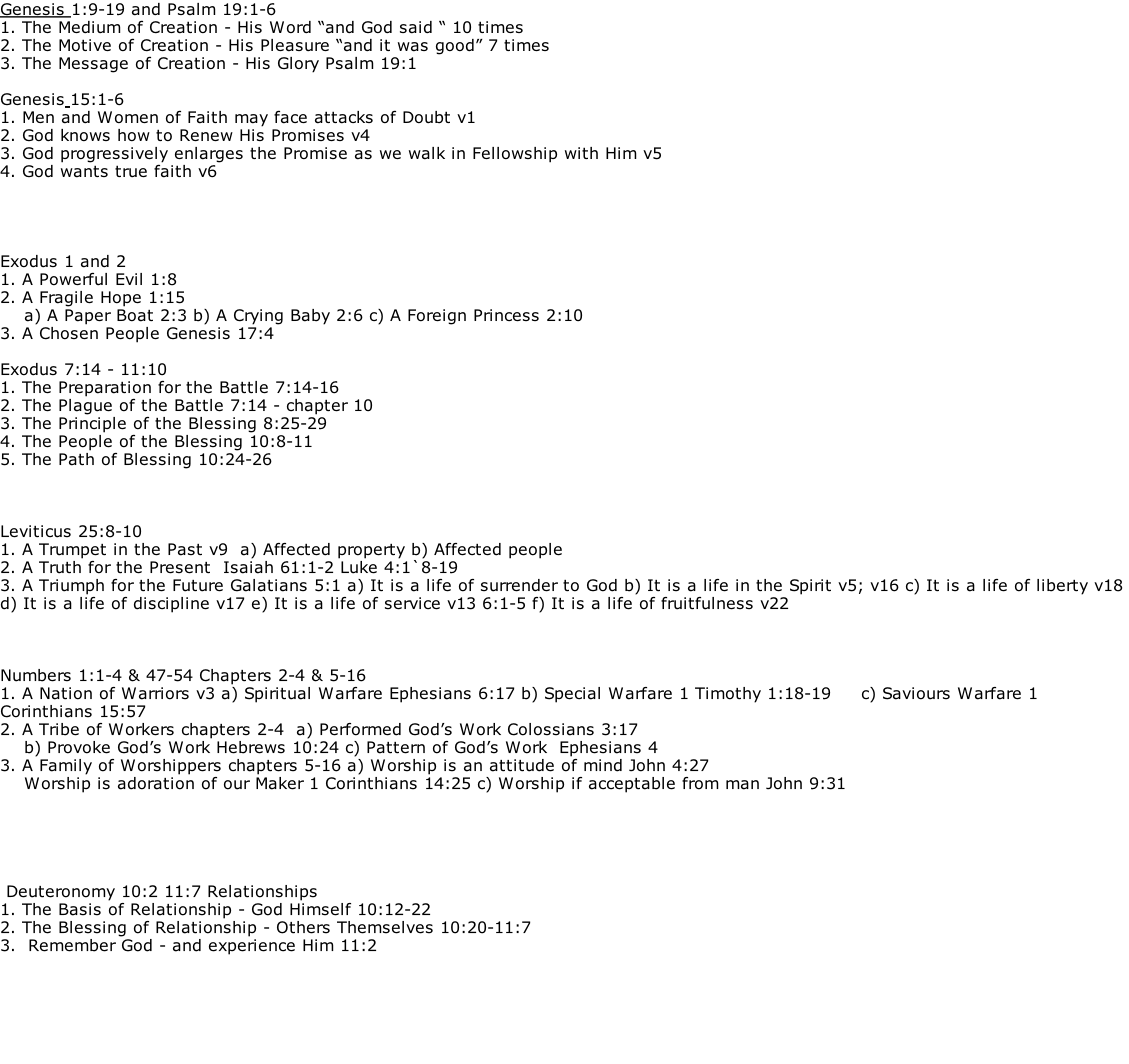 Genesis 1:9-19 and Psalm 19:1-6
1. The Medium of Creation - His Word “and God said “ 10 times
2. The Motive of Creation - His Pleasure “and it was good” 7 times
3. The Message of Creation - His Glory Psalm 19:1
Genesis 15:1-6
1. Men and Women of Faith may face attacks of Doubt v1
2. God knows how to Renew His Promises v4
3. God progressively enlarges the Promise as we walk in Fellowship with Him v5
4. God wants true faith v6
Exodus 1 and 2
1. A Powerful Evil 1:8
2. A Fragile Hope 1:15
a) A Paper Boat 2:3 b) A Crying Baby 2:6 c) A Foreign Princess 2:10
3. A Chosen People Genesis 17:4
Exodus 7:14 - 11:10
1. The Preparation for the Battle 7:14-16
2. The Plague of the Battle 7:14 - chapter 10
3. The Principle of the Blessing 8:25-29
4. The People of the Blessing 10:8-11
5. The Path of Blessing 10:24-26
Leviticus 25:8-10
1. A Trumpet in the Past v9  a) Affected property b) Affected people
2. A Truth for the Present  Isaiah 61:1-2 Luke 4:1`8-19
3. A Triumph for the Future Galatians 5:1 a) It is a life of surrender to God b) It is a life in the Spirit v5; v16 c) It is a life of liberty v18
d) It is a life of discipline v17 e) It is a life of service v13 6:1-5 f) It is a life of fruitfulness v22
Numbers 1:1-4 & 47-54 Chapters 2-4 & 5-16
1. A Nation of Warriors v3 a) Spiritual Warfare Ephesians 6:17 b) Special Warfare 1 Timothy 1:18-19     c) Saviours Warfare 1
Corinthians 15:57
2. A Tribe of Workers chapters 2-4  a) Performed God’s Work Colossians 3:17
b) Provoke God’s Work Hebrews 10:24 c) Pattern of God’s Work  Ephesians 4
3. A Family of Worshippers chapters 5-16 a) Worship is an attitude of mind John 4:27
Worship is adoration of our Maker 1 Corinthians 14:25 c) Worship if acceptable from man John 9:31
Deuteronomy 10:2 11:7 Relationships
1. The Basis of Relationship - God Himself 10:12-22
2. The Blessing of Relationship - Others Themselves 10:20-11:7
3.  Remember God - and experience Him 11:2